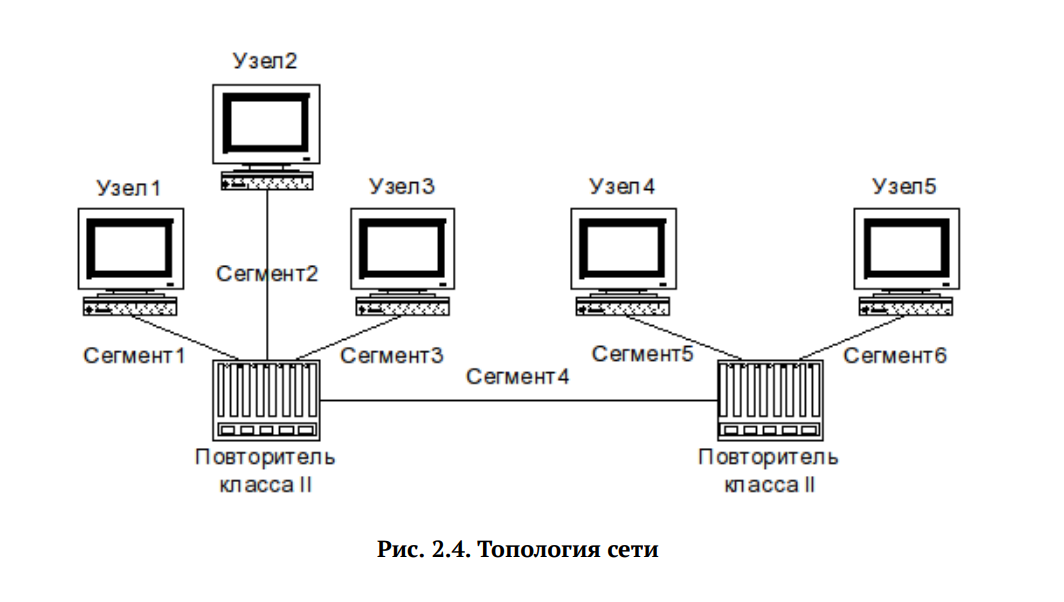 Узел2
Узел1
Узел3
Узел4
Узел5
Сегмент2
Сегмент1
Сегмент3
Сегмент5
Сегмент6
Сегмент4
Повторитель
класса II
Повторитель
класса II
Рис. 2.4. Топология сети